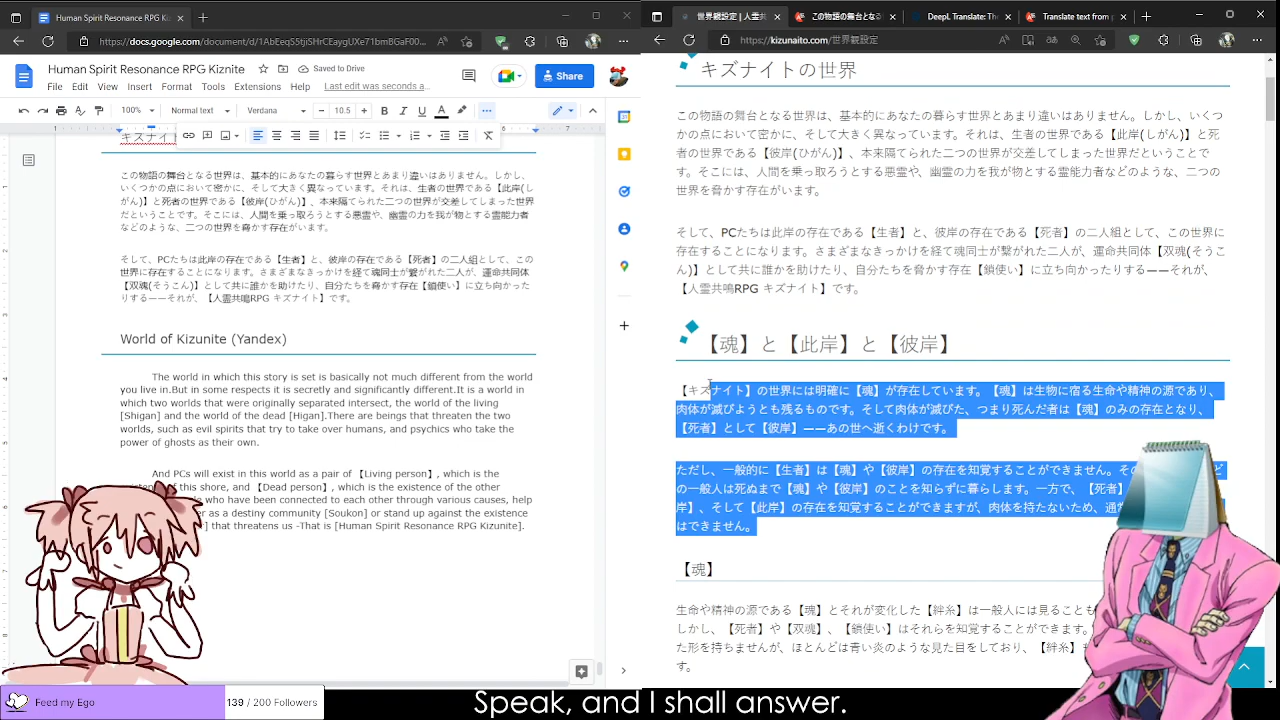 Human Spirit Resonance RPG Kizni
https://docs.google.com/document/d/1AbEeqS5tjiSHrCEaygUXe71bmBGaF00...
Human Spirit Resonance RPG Kiznite
Saved to Drive
Share
File Edit View Insert Format Tools Extensions Help
Last edit was seconds a...
100%
Normal text
Verdana
10.5
B I U A
キズナイト
この物語の舞台となる世界は、基本的にあなたの暮らす世界とあまり違いはありません。しかし、
いくつかの点において密かに、そして大きく異なっています。それは、生者の世界である【此岸(し
がん)】と死者の世界である【彼岸(ひがん)】、本来隔てられた二つの世界が交差してしまった世界
だということです。そこには、人間を乗っ取ろうとする悪霊や、幽霊の力を我が物とする霊能力者
などのような、二つの世界を脅かす存在がいます。
そして、PCたちは此岸の存在である【生者】と、彼岸の存在である【死者】の二人組として、この世
界に存在することになります。さまざまなきっかけを経て魂同士が繋がれた二人が、運命共同体
【双魂(そうこん)】として共に誰かを助けたり、自分たちを脅かす存在【鎖使い】に立ち向かった
りする——それが、【人霊共鳴RPG キズナイト】です。
World of Kizunite (Yandex)
The world in which this story is set is basically not much different from the world
you live in.But in some respects it is secretly and significantly different.It is a world in
which two worlds that were originally separated intersect, the world of the living
[Shigan] and the world of the dead [Higan].There are beings that threaten the two
worlds, such as evil spirits that try to take over humans, and psychics who take the
power of ghosts as their own.
And PCs will exist in this world as a pair of 【Living person】, which is the
of this shore, and 【Dead person】, which is the existence of the other
who have been connected to each other through various causes, help
or as a destiny community [Soukon] or stand up against the existence
that threatens us -That is [Human Spirit Resonance RPG Kizunite].
Feed my Ego
139 / 200 Followers
世界観設定 | 人霊共
この物語の舞台となる
DeepL Translate: The
Translate text from p
https://kizunaito.com/世界観設定
キズナイトの世界
この物語の舞台となる世界は、基本的にあなたの暮らす世界とあまり違いはありません。しかし、いくつ
かの点において密かに、そして大きく異なっています。それは、生者の世界である【此岸(しがん)】と死
者の世界である【彼岸(ひがん)】、本来隔てられた二つの世界が交差してしまった世界だということで
す。そこには、人間を乗っ取ろうとする悪霊や、幽霊の力を我が物とする霊能力者などのような、二つの
世界を脅かす存在がいます。
そして、PCたちは此岸の存在である【生者】と、彼岸の存在である【死者】の二人組として、この世界に
存在することになります。さまざまなきっかけを経て魂同士が繋がれた二人が、運命共同体【双魂(そうこ
ん)】として共に誰かを助けたり、自分たちを脅かす存在【鎖使い】に立ち向かったりする——それが、
【人霊共鳴RPG キズナイト】です。
【魂】と【此岸】と【彼岸】
【キズナイト】の世界には明確に【魂】が存在しています。【魂】は生物に宿る生命や精神の源であり、
肉体が滅びようとも残るものです。そして肉体が滅びた、つまり死んだ者は【魂】のみの存在となり、
【死者】として【彼岸】——あの世へ逝くわけです。
ただし、一般的に【生者】は【魂】や【彼岸】の存在を知覚することができません。その
の一般人は死ぬまで【魂】や【彼岸】のことを知らずに暮らします。一方で、【死者】
岸】、そして【此岸】の存在を知覚することができますが、肉体を持たないため、通
はできません。
【魂】
生命や精神の源である【魂】とそれが変化した【絆糸】は一般人には見ることも
しかし、【死者】や【双魂】、【鎖使い】はそれらを知覚することができます。
た形を持ちませんが、ほとんどは青い炎のような見た目をしており、【絆糸】も
す。
Speak, and I shall answer.